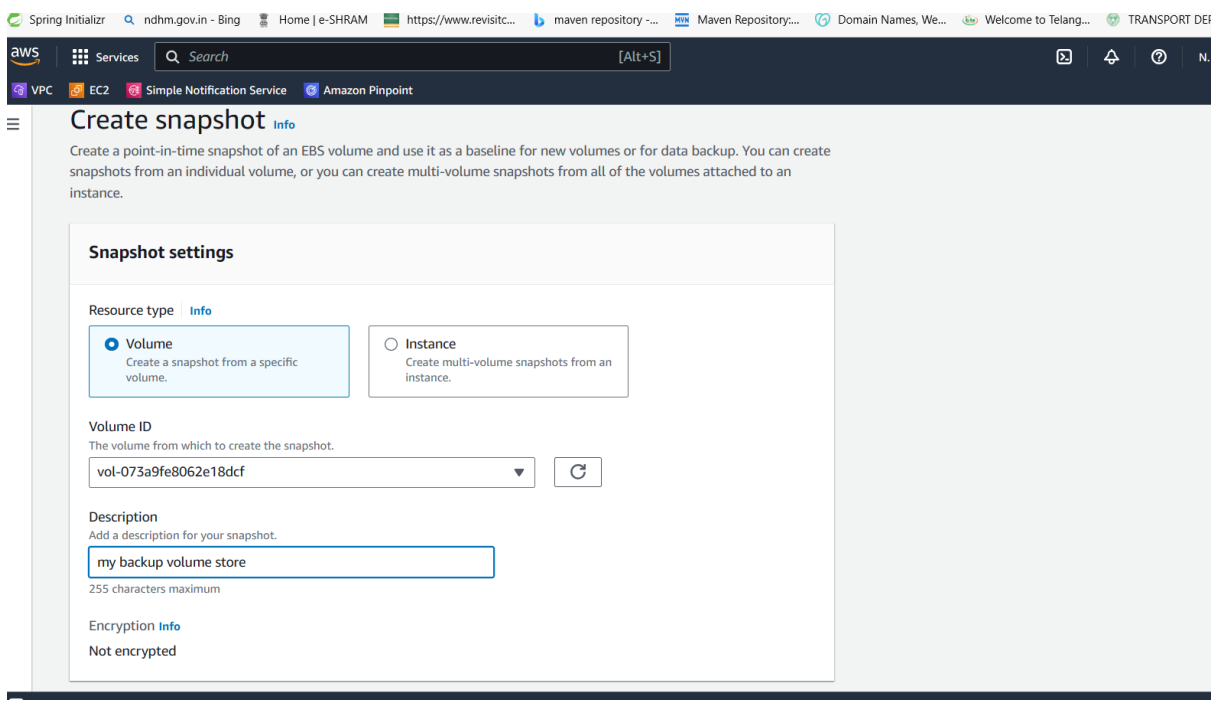 Spring Initializr ndhm.gov.in - Bing Home | e-SHRAM https://www.revisitc... maven repository -... MVN Maven Repository:... Domain Names, We... Welcome to Telang... TRANSPORT DEF
aws Services Search [Alt+S] N.
VPC EC2 Simple Notification Service Amazon Pinpoint
Create snapshot Info
Create a point-in-time snapshot of an EBS volume and use it as a baseline for new volumes or for data backup. You can create
snapshots from an individual volume, or you can create multi-volume snapshots from all of the volumes attached to an
instance.
Snapshot settings
Resource type Info
Volume
Create a snapshot from a specific
volume.
Instance
Create multi-volume snapshots from an
instance.
Volume ID
The volume from which to create the snapshot.
vol-073a9fe8062e18dcf
Description
Add a description for your snapshot.
my backup volume store
255 characters maximum
Encryption Info
Not encrypted